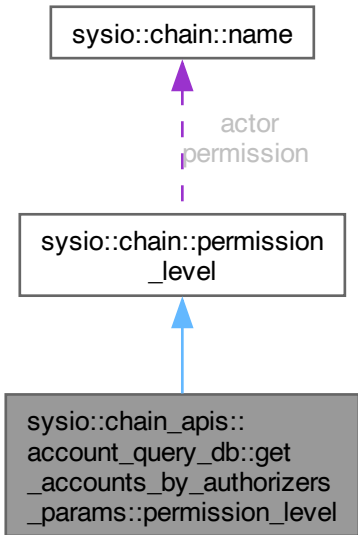 sysio::chain::name
actor
permission
sysio::chain::permission
_level
sysio::chain_apis::
account_query_db::get
_accounts_by_authorizers
_params::permission_level